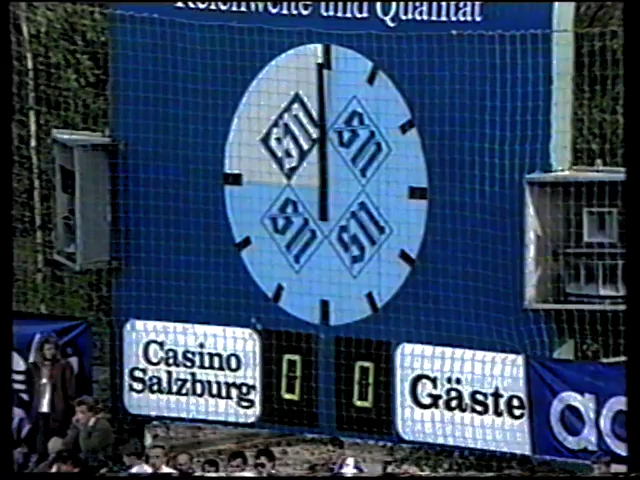 Reichweite und Qualität
SN
SN
SN
SN
Casino
Salzburg
0
0
Gäste
ad